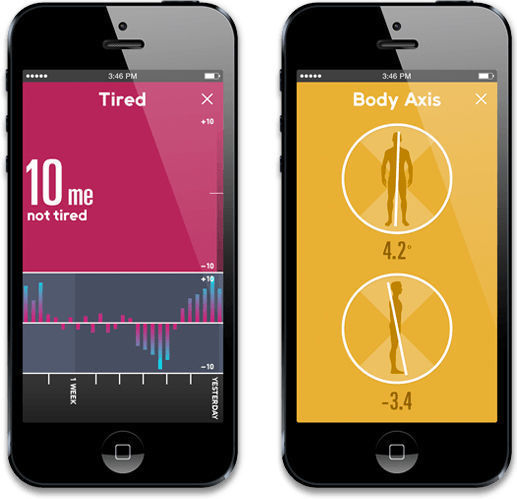 3:46 PM
Tired
+10
10 me
not tired
−10
+10
−10
1 WEEK
YESTERDAY
3:46 PM
Body Axis
4.2°
-3.4